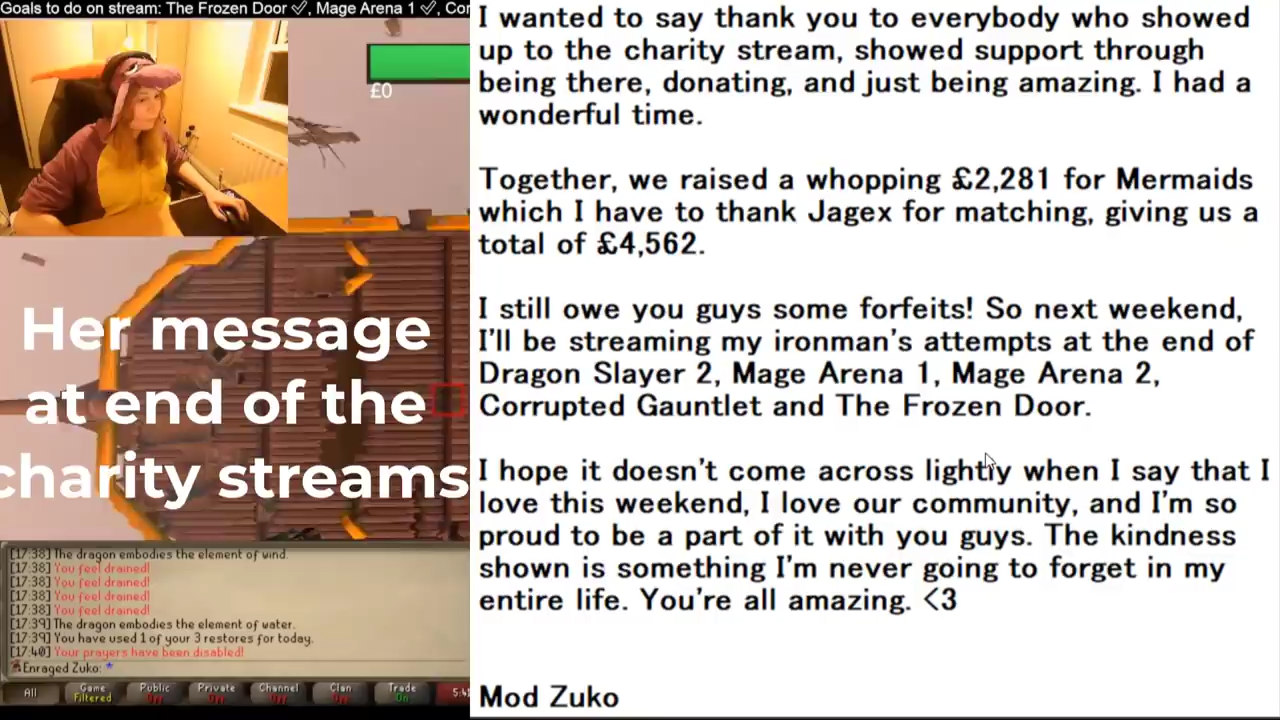 Goals to do on stream: The Frozen Door ✓, Mage Arena 1 ✓, Cor
£0
Her message
at end of the
charity streams
[17:38] The dragon embodies the element of wind.
[17:38] You feel drained!
[17:38] You feel drained!
[17:38] You feel drained!
[17:38] You feel drained!
[17:39] The dragon embodies the element of water.
[17:39] You have used 1 of your 3 restores for today.
[17:40] Your prayers have been disabled!
Enraged Zuko: *
All
Game Filtered
Public Off
Private Off
Channel Off
Clan Off
Trade On
5:41
I wanted to say thank you to everybody who showed
up to the charity stream, showed support through
being there, donating, and just being amazing. I had a
wonderful time.
Together, we raised a whopping £2,281 for Mermaids
which I have to thank Jagex for matching, giving us a
total of £4,562.
I still owe you guys some forfeits! So next weekend,
I'll be streaming my ironman's attempts at the end of
Dragon Slayer 2, Mage Arena 1, Mage Arena 2,
Corrupted Gauntlet and The Frozen Door.
I hope it doesn't come across lightly when I say that I
love this weekend, I love our community, and I'm so
proud to be a part of it with you guys. The kindness
shown is something I'm never going to forget in my
entire life. You're all amazing. <3
Mod Zuko